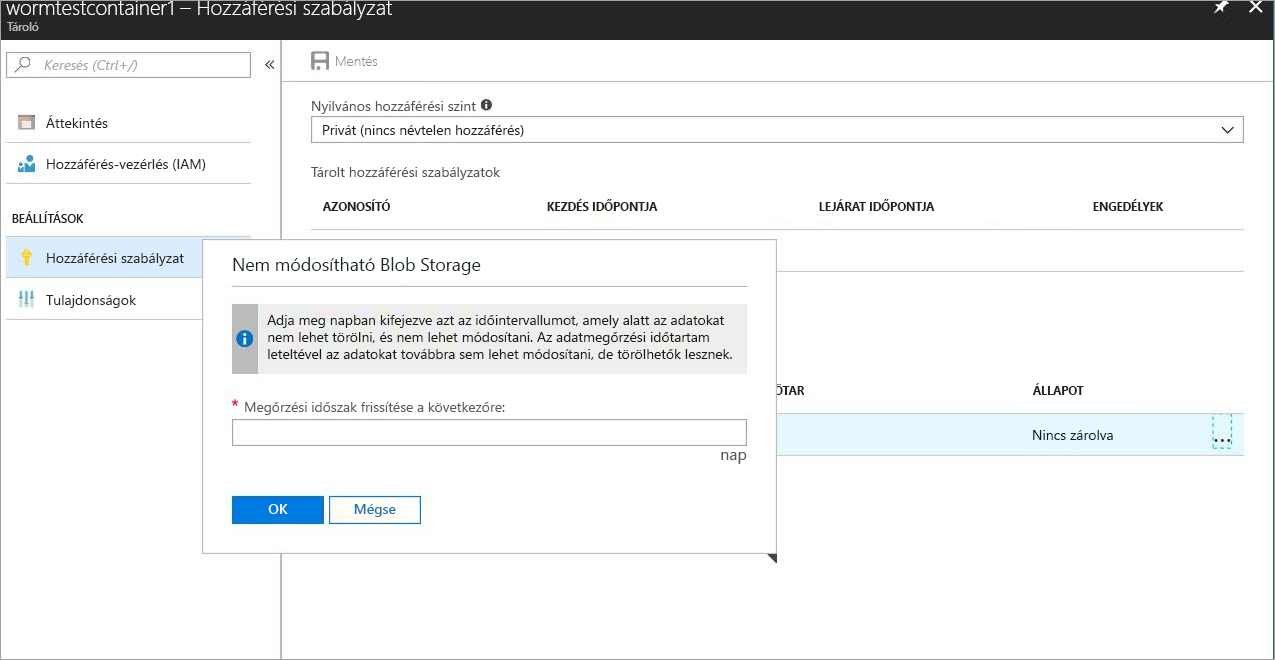 wormtestcontainer1 – Hozzáférési szabályzat
Tároló
Keresés (Ctrl+/)
«
Áttekintés
Hozzáférés-vezérlés (IAM)
BEÁLLÍTÁSOK
Hozzáférési szabályzat
Tulajdonságok
Mentés
Nyilvános hozzáférési szint
Privát (nincs névtelen hozzáférés)
Tárolt hozzáférési szabályzatok
AZONOSÍTÓ KEZDÉS IDŐPONTJA LEJÁRAT IDŐPONTJA ENGEDÉLYEK
Nem módosítható Blob Storage
Adja meg napban kifejezve azt az időintervallumot, amely alatt az adatokat
nem lehet törölni, és nem lehet módosítani. Az adatmegőrzési időtartam
leteltével az adatokat továbbra sem lehet módosítani, de törölhetők lesznek.
* Megőrzési időszak frissítése a következőre:
nap
OK Mégse
ŐTAR ÁLLAPOT
Nincs zárolva ...